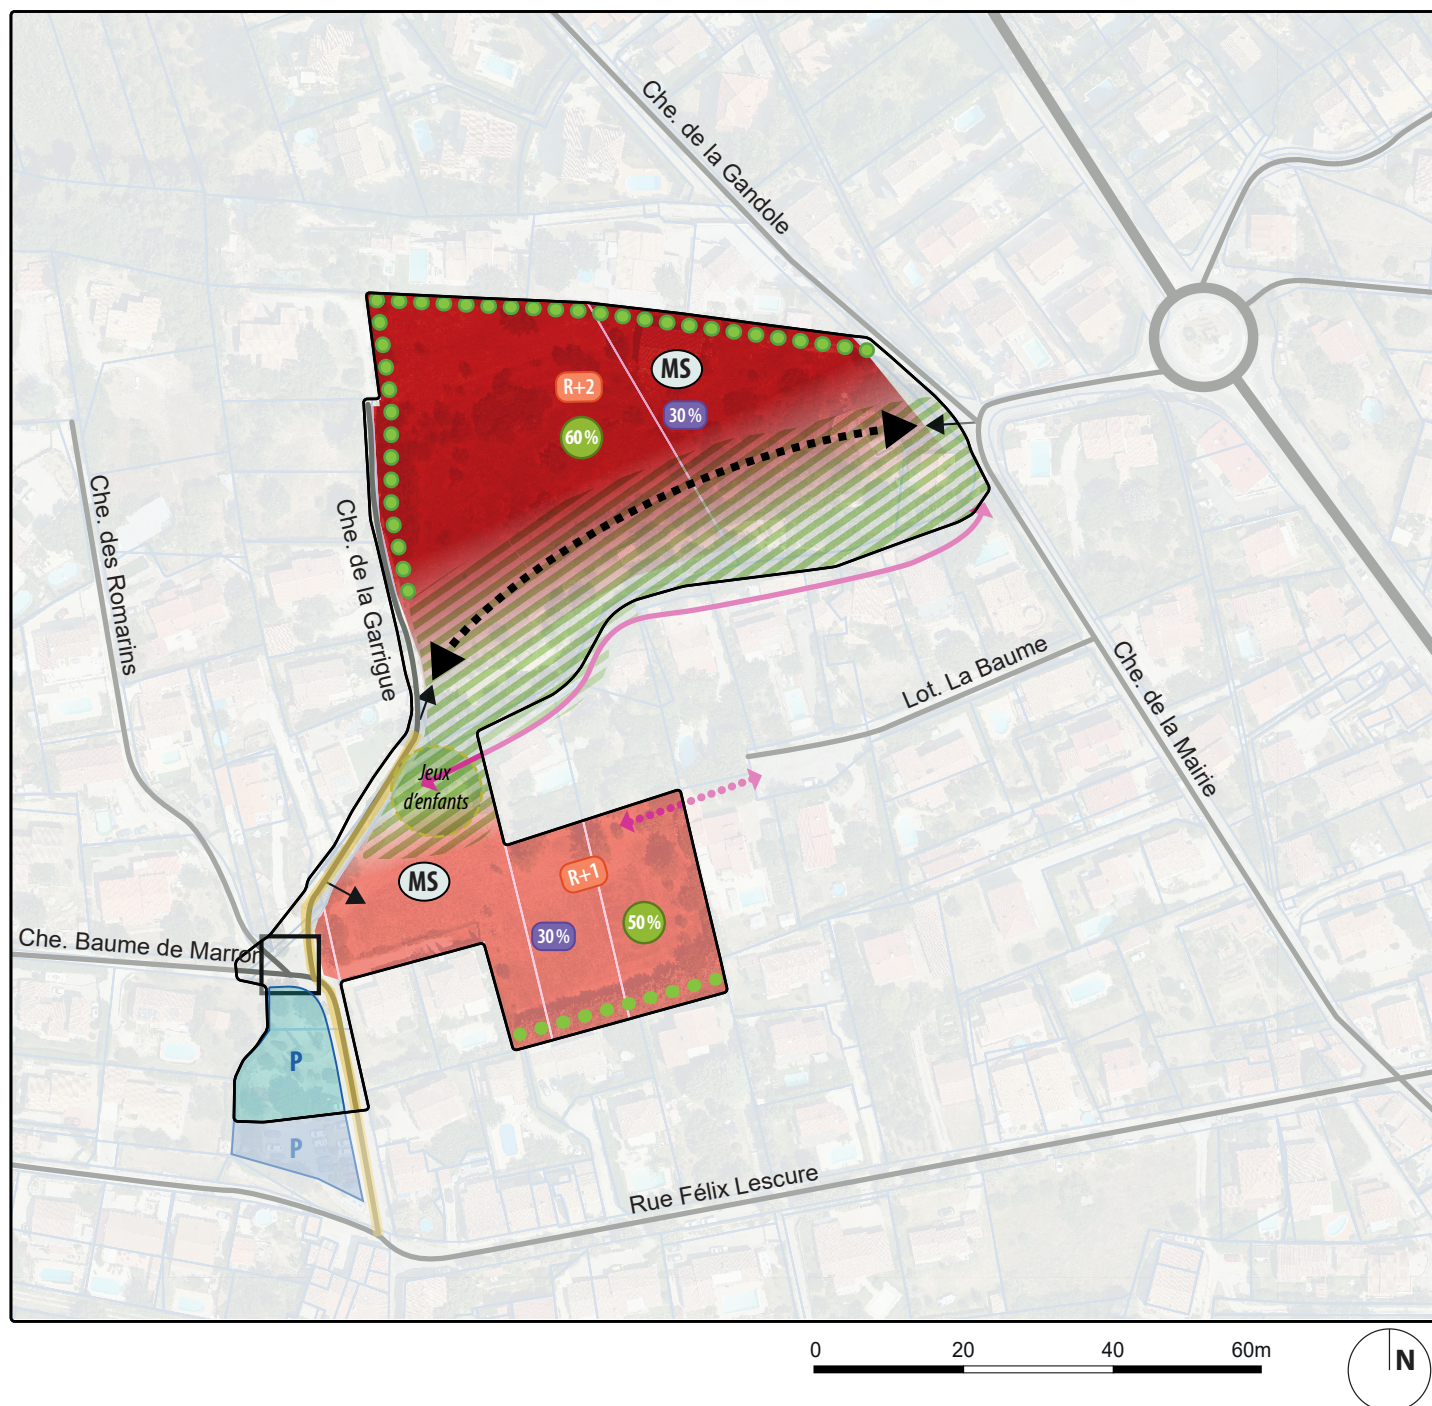 Che. de la Gandole
MS
R+2
30%
60%
Che. des Romarins
Che. de la Garrigue
Lot. La Baume
Che. de la Mairie
Jeux
d'enfants
MS
R+1
30%
50%
Che. Baume de Marron
P
P
Rue Félix Lescure
0 20 40 60m
N